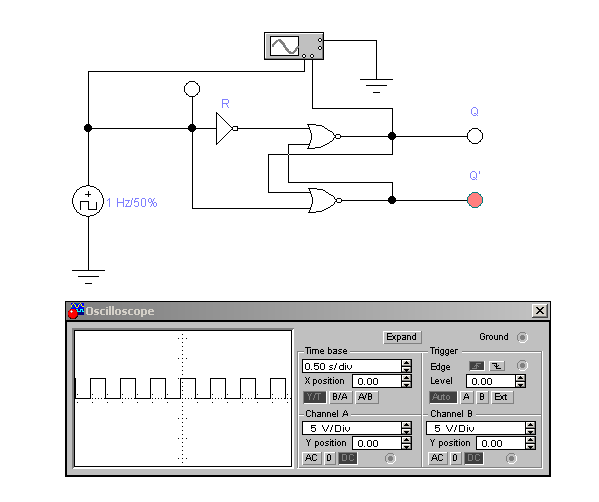 R
Q
Q'
1 Hz/50%
Oscilloscope
Expand
Ground
Time base
0.50 s/div
X position 0.00
Y/T B/A A/B
Trigger
Edge
Level 0.00
Auto A B Ext
Channel A
5 V/Div
Y position 0.00
AC 0 DC
Channel B
5 V/Div
Y position 0.00
AC 0 DC